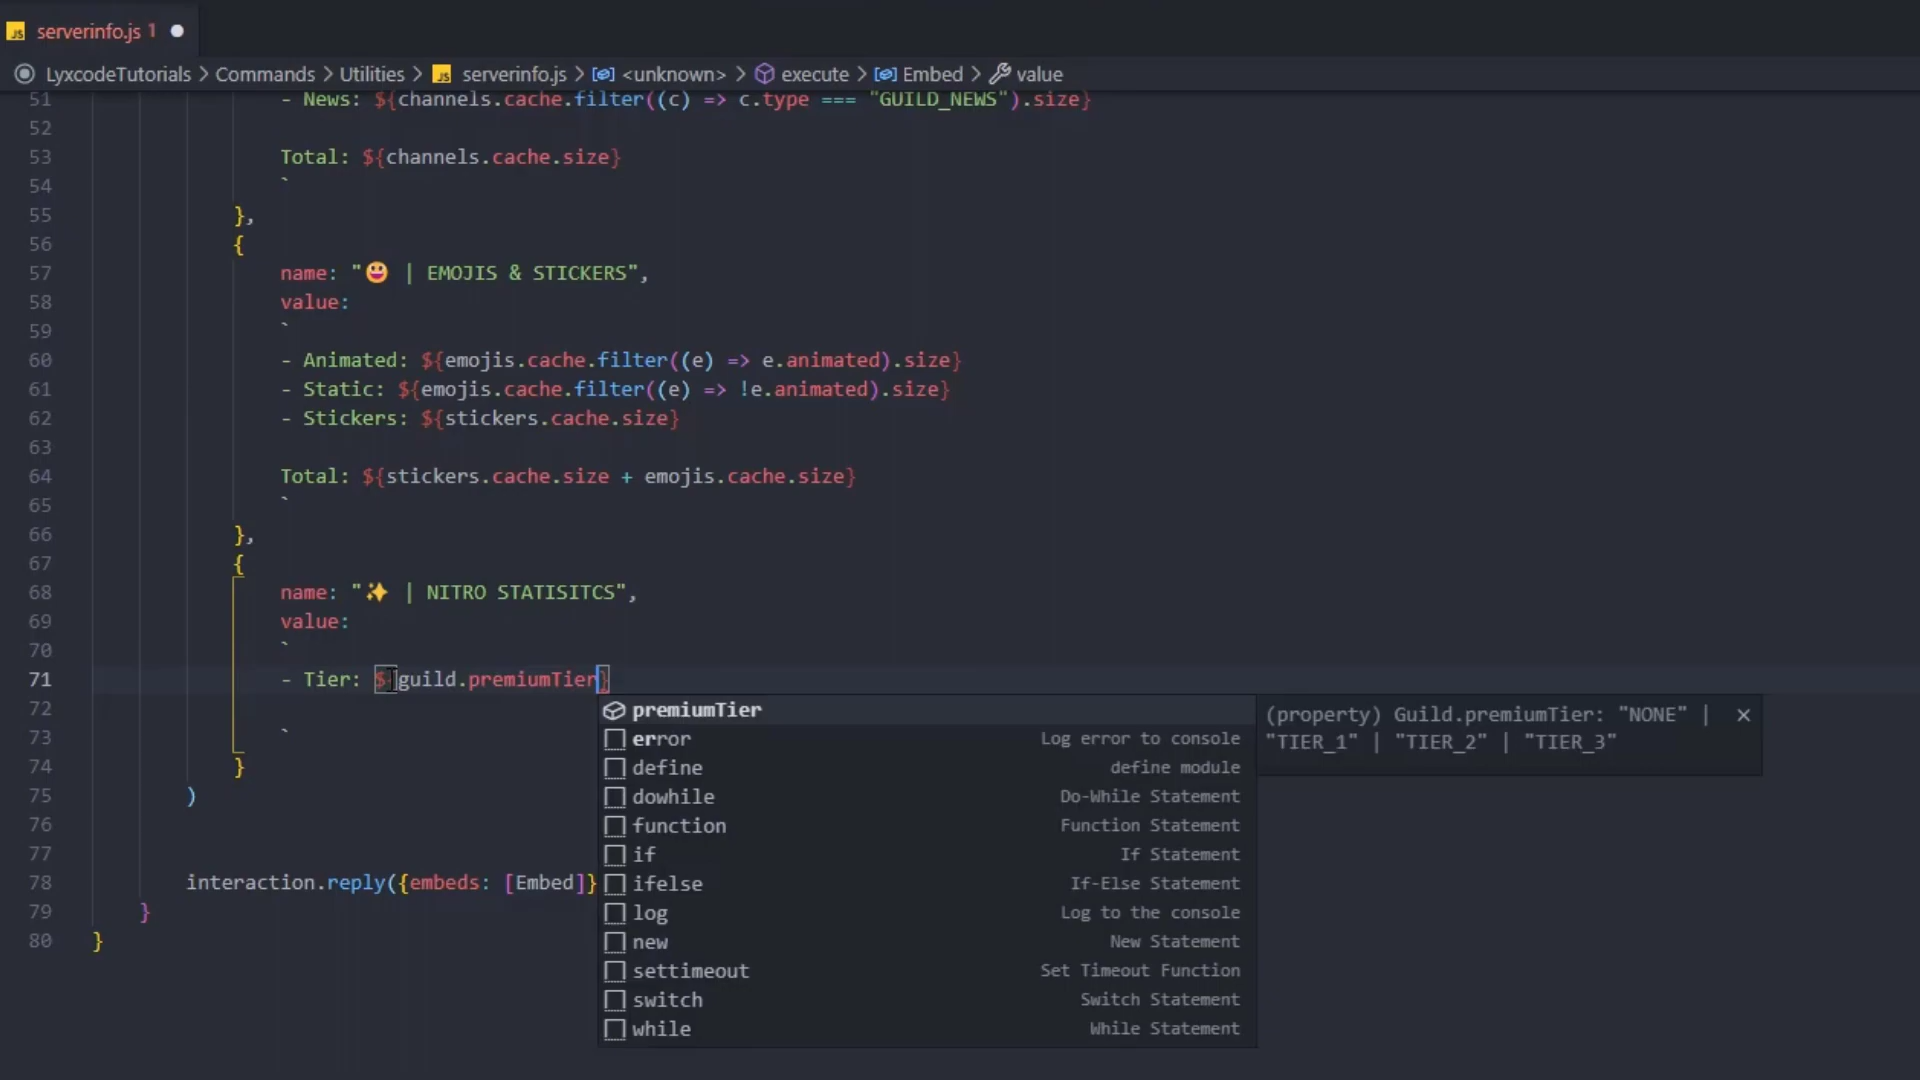 serverinfo.js 1
LyxcodeTutorials > Commands > Utilities > serverinfo.js > <unknown> > execute > Embed > value
51 - News: ${channels.cache.filter((c) => c.type === "GUILD_NEWS").size}
52
53 Total: ${channels.cache.size}
54 `
55 },
56 {
57 name: "😀 | EMOJIS & STICKERS",
58 value:
59 `
60 - Animated: ${emojis.cache.filter((e) => e.animated).size}
61 - Static: ${emojis.cache.filter((e) => !e.animated).size}
62 - Stickers: ${stickers.cache.size}
63
64 Total: ${stickers.cache.size + emojis.cache.size}
65 `
66 },
67 {
68 name: "✨ | NITRO STATISITCS",
69 value:
70 `
71 - Tier: ${guild.premiumTier}
72
73 `
74 }
75 )
76
77
78 interaction.reply({embeds: [Embed]}
79 }
80 }
premiumTier
error Log error to console
define define module
dowhile Do-While Statement
function Function Statement
if If Statement
ifelse If-Else Statement
log Log to the console
new New Statement
settimeout Set Timeout Function
switch Switch Statement
while While Statement
(property) Guild.premiumTier: "NONE" |
"TIER_1" | "TIER_2" | "TIER_3"